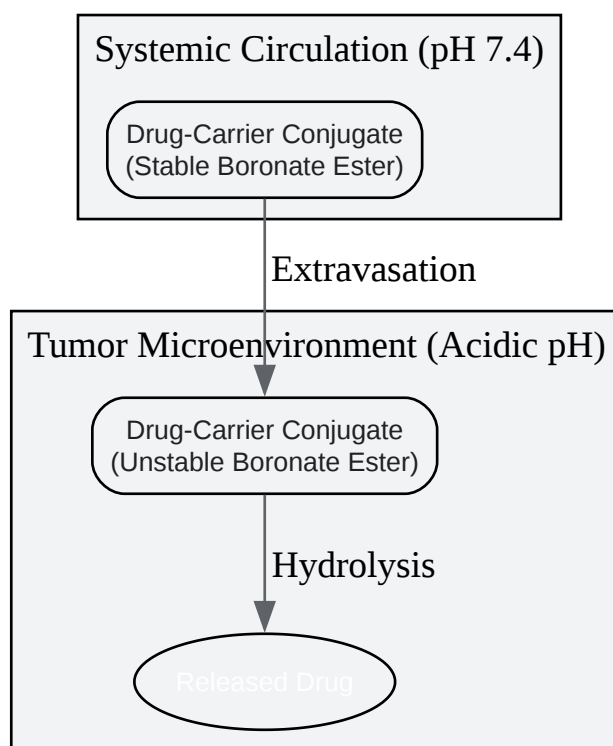 Systemic Circulation (pH 7.4)
Drug-Carrier Conjugate
(Stable Boronate Ester)
Extravasation
Tumor Microenvironment (Acidic pH)
Drug-Carrier Conjugate
(Unstable Boronate Ester)
Hydrolysis
Released Drug